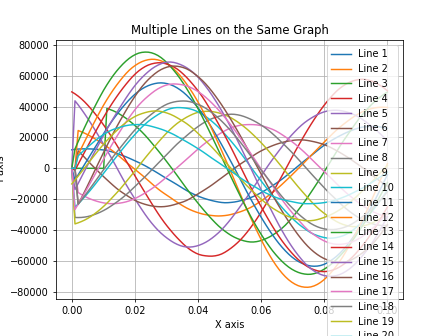 Multiple Lines on the Same Graph
80000
60000
40000
20000
0
-20000
-40000
-60000
-80000
0.00
0.02
0.04
0.06
0.08
X axis
Line 1
Line 2
Line 3
Line 4
Line 5
Line 6
Line 7
Line 8
Line 9
Line 10
Line 11
Line 12
Line 13
Line 14
Line 15
Line 16
Line 17
Line 18
Line 19
Line 20